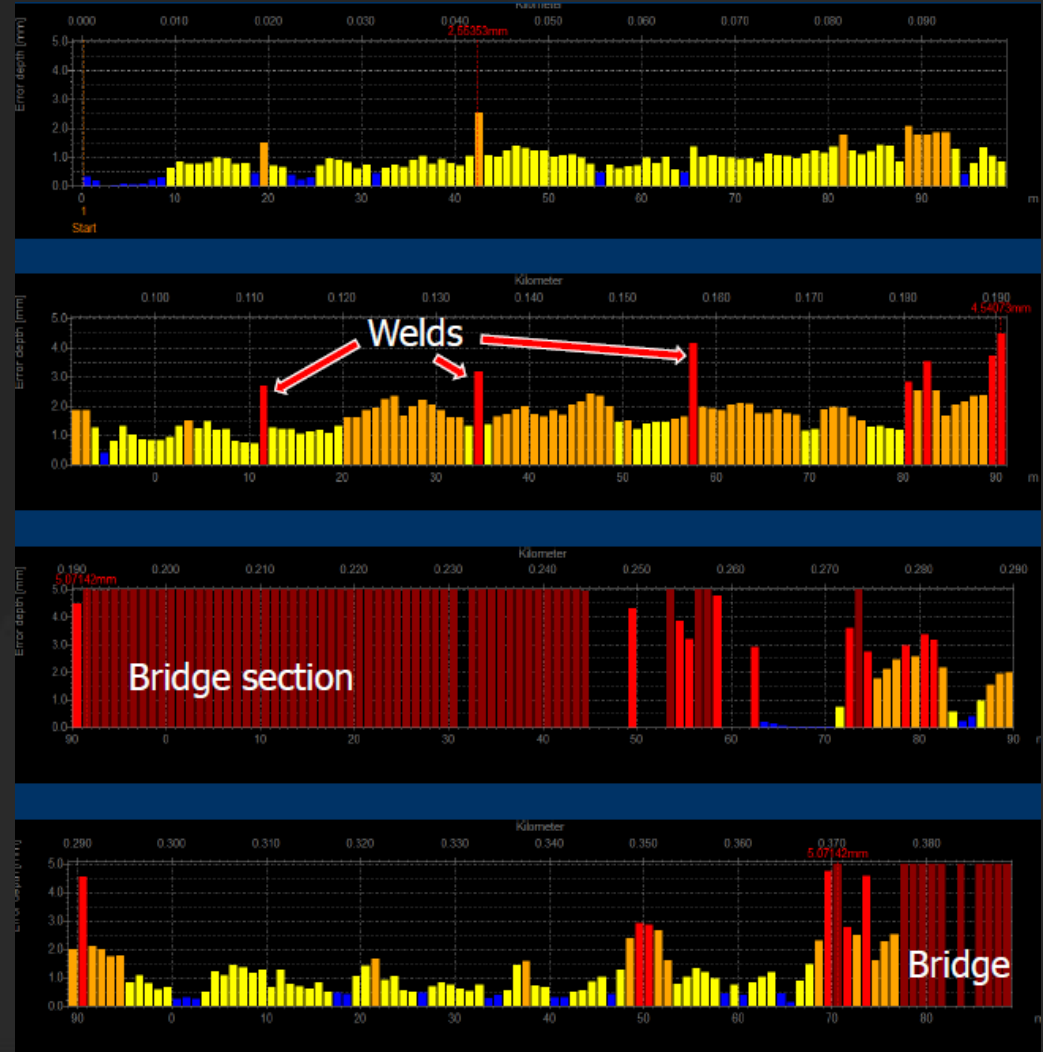 Kilometer
0.000 0.010 0.020 0.030 0.040 0.050 0.060 0.070 0.080 0.090
2.55353mm
Error depth [mm]
5.0
4.0
3.0
2.0
1.0
0.0
0 10 20 30 40 50 60 70 80 90 m
1
Start
Kilometer
0.100 0.110 0.120 0.130 0.140 0.150 0.160 0.170 0.180 0.190
4.54073mm
Error depth [mm]
5.0
Welds
4.0
3.0
2.0
1.0
0.0
0 10 20 30 40 50 60 70 80 90 m
Kilometer
0.190 0.200 0.210 0.220 0.230 0.240 0.250 0.260 0.270 0.280 0.290
5.07142mm
Error depth [mm]
5.0
4.0
3.0
2.0
Bridge section
1.0
0.0
90 0 10 20 30 40 50 60 70 80 90
Kilometer
0.290 0.300 0.310 0.320 0.330 0.340 0.350 0.360 0.370 0.380
5.07142mm
Error depth [mm]
5.0
4.0
3.0
2.0
Bridge
1.0
0.0
90 0 10 20 30 40 50 60 70 80